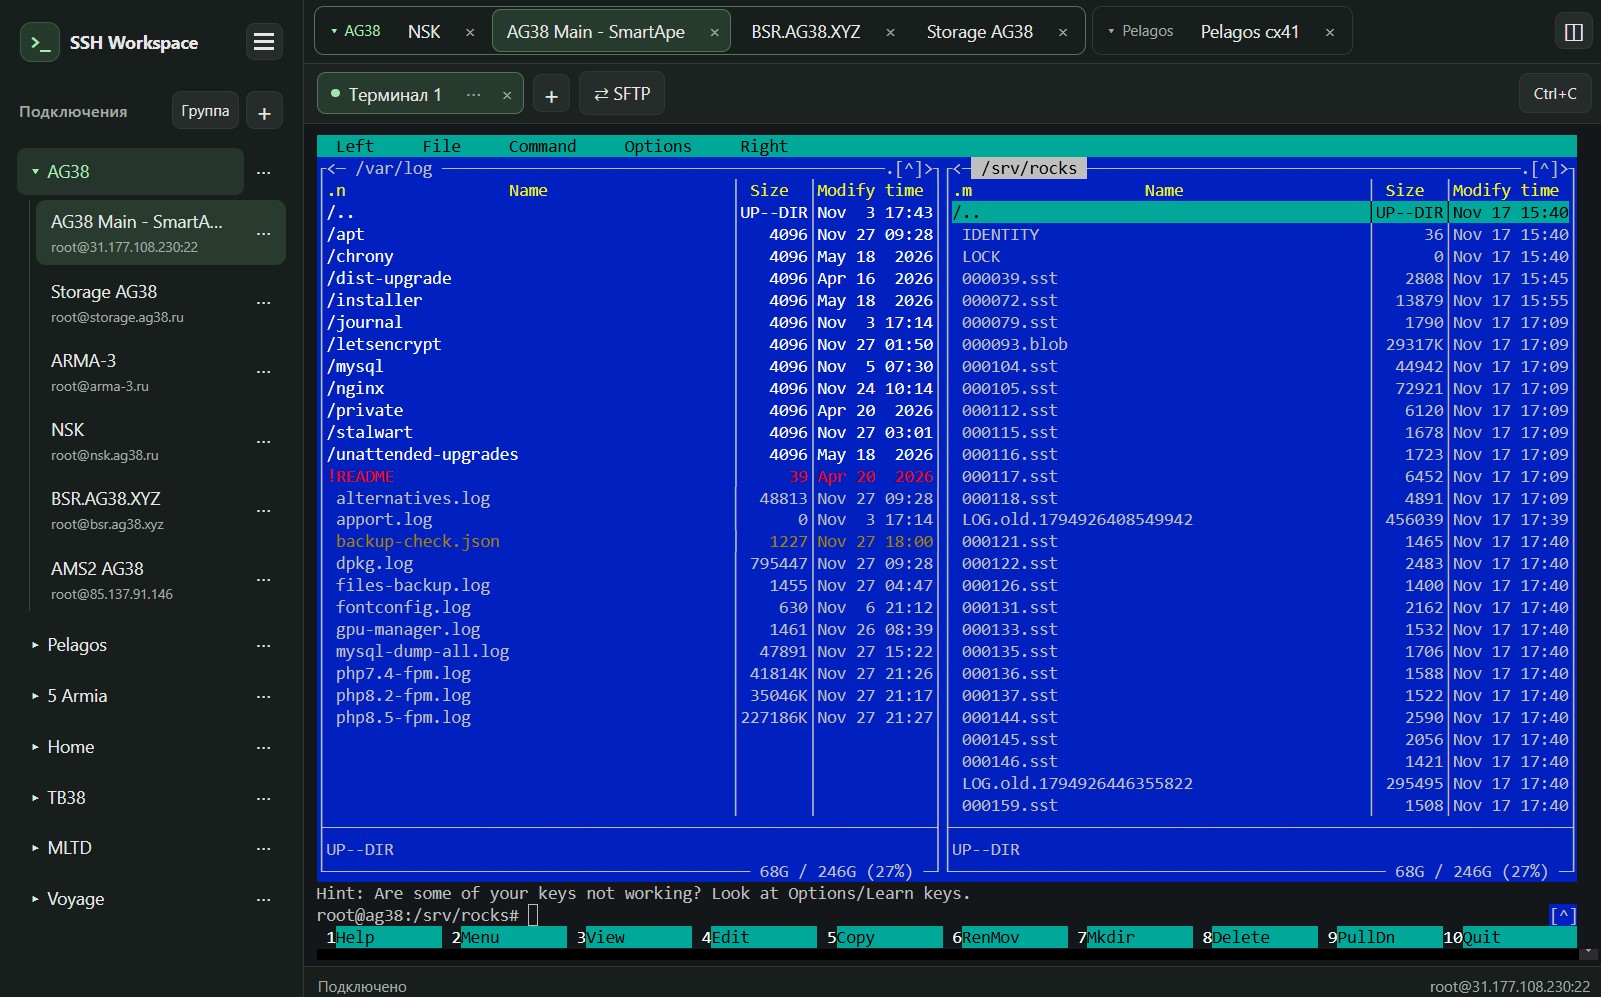 SSH Workspace
Подключения Группа +
▾ AG38 ...
AG38 Main - SmartA... ...
root@31.177.108.230:22
Storage AG38 ...
root@storage.ag38.ru
ARMA-3 ...
root@arma-3.ru
NSK ...
root@nsk.ag38.ru
BSR.AG38.XYZ ...
root@bsr.ag38.xyz
AMS2 AG38 ...
root@85.137.91.146
▸ Pelagos ...
▸ 5 Armia ...
▸ Home ...
▸ TB38 ...
▸ MLTD ...
▸ Voyage ...
▾ AG38 NSK × AG38 Main - SmartApe × BSR.AG38.XYZ × Storage AG38 × ▾ Pelagos Pelagos cx41 ×
Терминал 1 ... × + ⇄ SFTP Ctrl+C
Left File Command Options Right
<─ /var/log .[^]>
.n Name Size Modify time
/.. UP--DIR Nov 3 17:43
/apt 4096 Nov 27 09:28
/chrony 4096 May 18 2026
/dist-upgrade 4096 Apr 16 2026
/installer 4096 May 18 2026
/journal 4096 Nov 3 17:14
/letsencrypt 4096 Nov 27 01:50
/mysql 4096 Nov 5 07:30
/nginx 4096 Nov 24 10:14
/private 4096 Apr 20 2026
/stalwart 4096 Nov 27 03:01
/unattended-upgrades 4096 May 18 2026
!README 39 Apr 20 2026
alternatives.log 48813 Nov 27 09:28
apport.log 0 Nov 3 17:14
backup-check.json 1227 Nov 27 18:00
dpkg.log 795447 Nov 27 09:28
files-backup.log 1455 Nov 27 04:47
fontconfig.log 630 Nov 6 21:12
gpu-manager.log 1461 Nov 26 08:39
mysql-dump-all.log 47891 Nov 27 15:22
php7.4-fpm.log 41814K Nov 27 21:26
php8.2-fpm.log 35046K Nov 27 21:17
php8.5-fpm.log 227186K Nov 27 21:27
UP--DIR
68G / 246G (27%)
<─ /srv/rocks .[^]>
.m Name Size Modify time
/.. UP--DIR Nov 17 15:40
IDENTITY 36 Nov 17 15:40
LOCK 0 Nov 17 15:40
000039.sst 2808 Nov 17 15:45
000072.sst 13879 Nov 17 15:55
000079.sst 1790 Nov 17 17:09
000093.blob 29317K Nov 17 17:09
000104.sst 44942 Nov 17 17:09
000105.sst 72921 Nov 17 17:09
000112.sst 6120 Nov 17 17:09
000115.sst 1678 Nov 17 17:09
000116.sst 1723 Nov 17 17:09
000117.sst 6452 Nov 17 17:09
000118.sst 4891 Nov 17 17:09
LOG.old.1794926408549942 456039 Nov 17 17:39
000121.sst 1465 Nov 17 17:40
000122.sst 2483 Nov 17 17:40
000126.sst 1400 Nov 17 17:40
000131.sst 2162 Nov 17 17:40
000133.sst 1532 Nov 17 17:40
000135.sst 1706 Nov 17 17:40
000136.sst 1588 Nov 17 17:40
000137.sst 1522 Nov 17 17:40
000144.sst 2590 Nov 17 17:40
000145.sst 2056 Nov 17 17:40
000146.sst 1421 Nov 17 17:40
LOG.old.1794926446355822 295495 Nov 17 17:40
000159.sst 1508 Nov 17 17:40
UP--DIR
68G / 246G (27%)
Hint: Are some of your keys not working? Look at Options/Learn keys.
root@ag38:/srv/rocks# [^]
1Help 2Menu 3View 4Edit 5Copy 6RenMov 7Mkdir 8Delete 9PullDn 10Quit
Подключено root@31.177.108.230:22